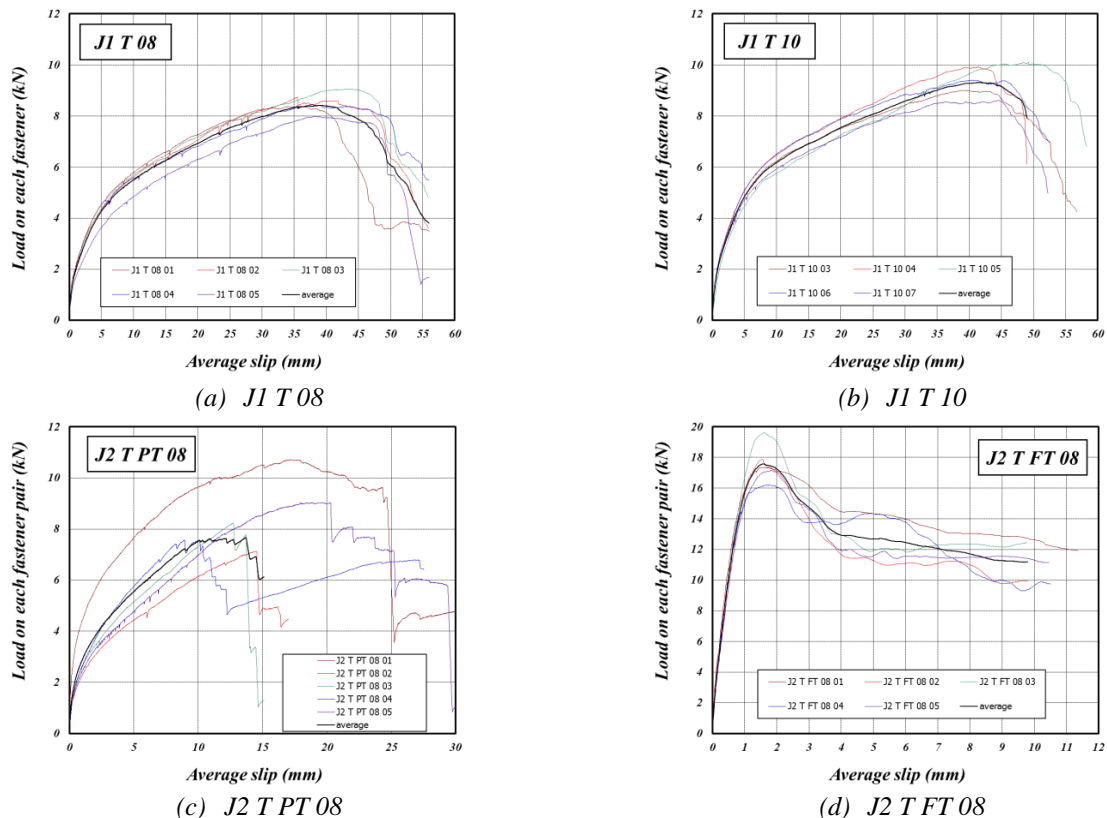 J1 T 08
Load on each fastener (kN)
12
10
8
6
4
2
0
J1 T 08 01 J1 T 08 02 J1 T 08 03
J1 T 08 04 J1 T 08 05 average
0 5 10 15 20 25 30 35 40 45 50 55 60
Average slip (mm)
(a) J1 T 08
J1 T 10
Load on each fastener (kN)
12
10
8
6
4
2
0
J1 T 10 03 J1 T 10 04 J1 T 10 05
J1 T 10 06 J1 T 10 07 average
0 5 10 15 20 25 30 35 40 45 50 55 60
Average slip (mm)
(b) J1 T 10
J2 T PT 08
Load on each fastener pair (kN)
12
10
8
6
4
2
0
J2 T PT 08 01
J2 T PT 08 02
J2 T PT 08 03
J2 T PT 08 04
J2 T PT 08 05
average
0 5 10 15 20 25 30
Average slip (mm)
(c) J2 T PT 08
J2 T FT 08
Load on each fastener pair (kN)
20
18
16
14
12
10
8
6
4
2
0
J2 T FT 08 01 J2 T FT 08 02 J2 T FT 08 03
J2 T FT 08 04 J2 T FT 08 05 average
0 1 2 3 4 5 6 7 8 9 10 11 12
Average slip (mm)
(d) J2 T FT 08